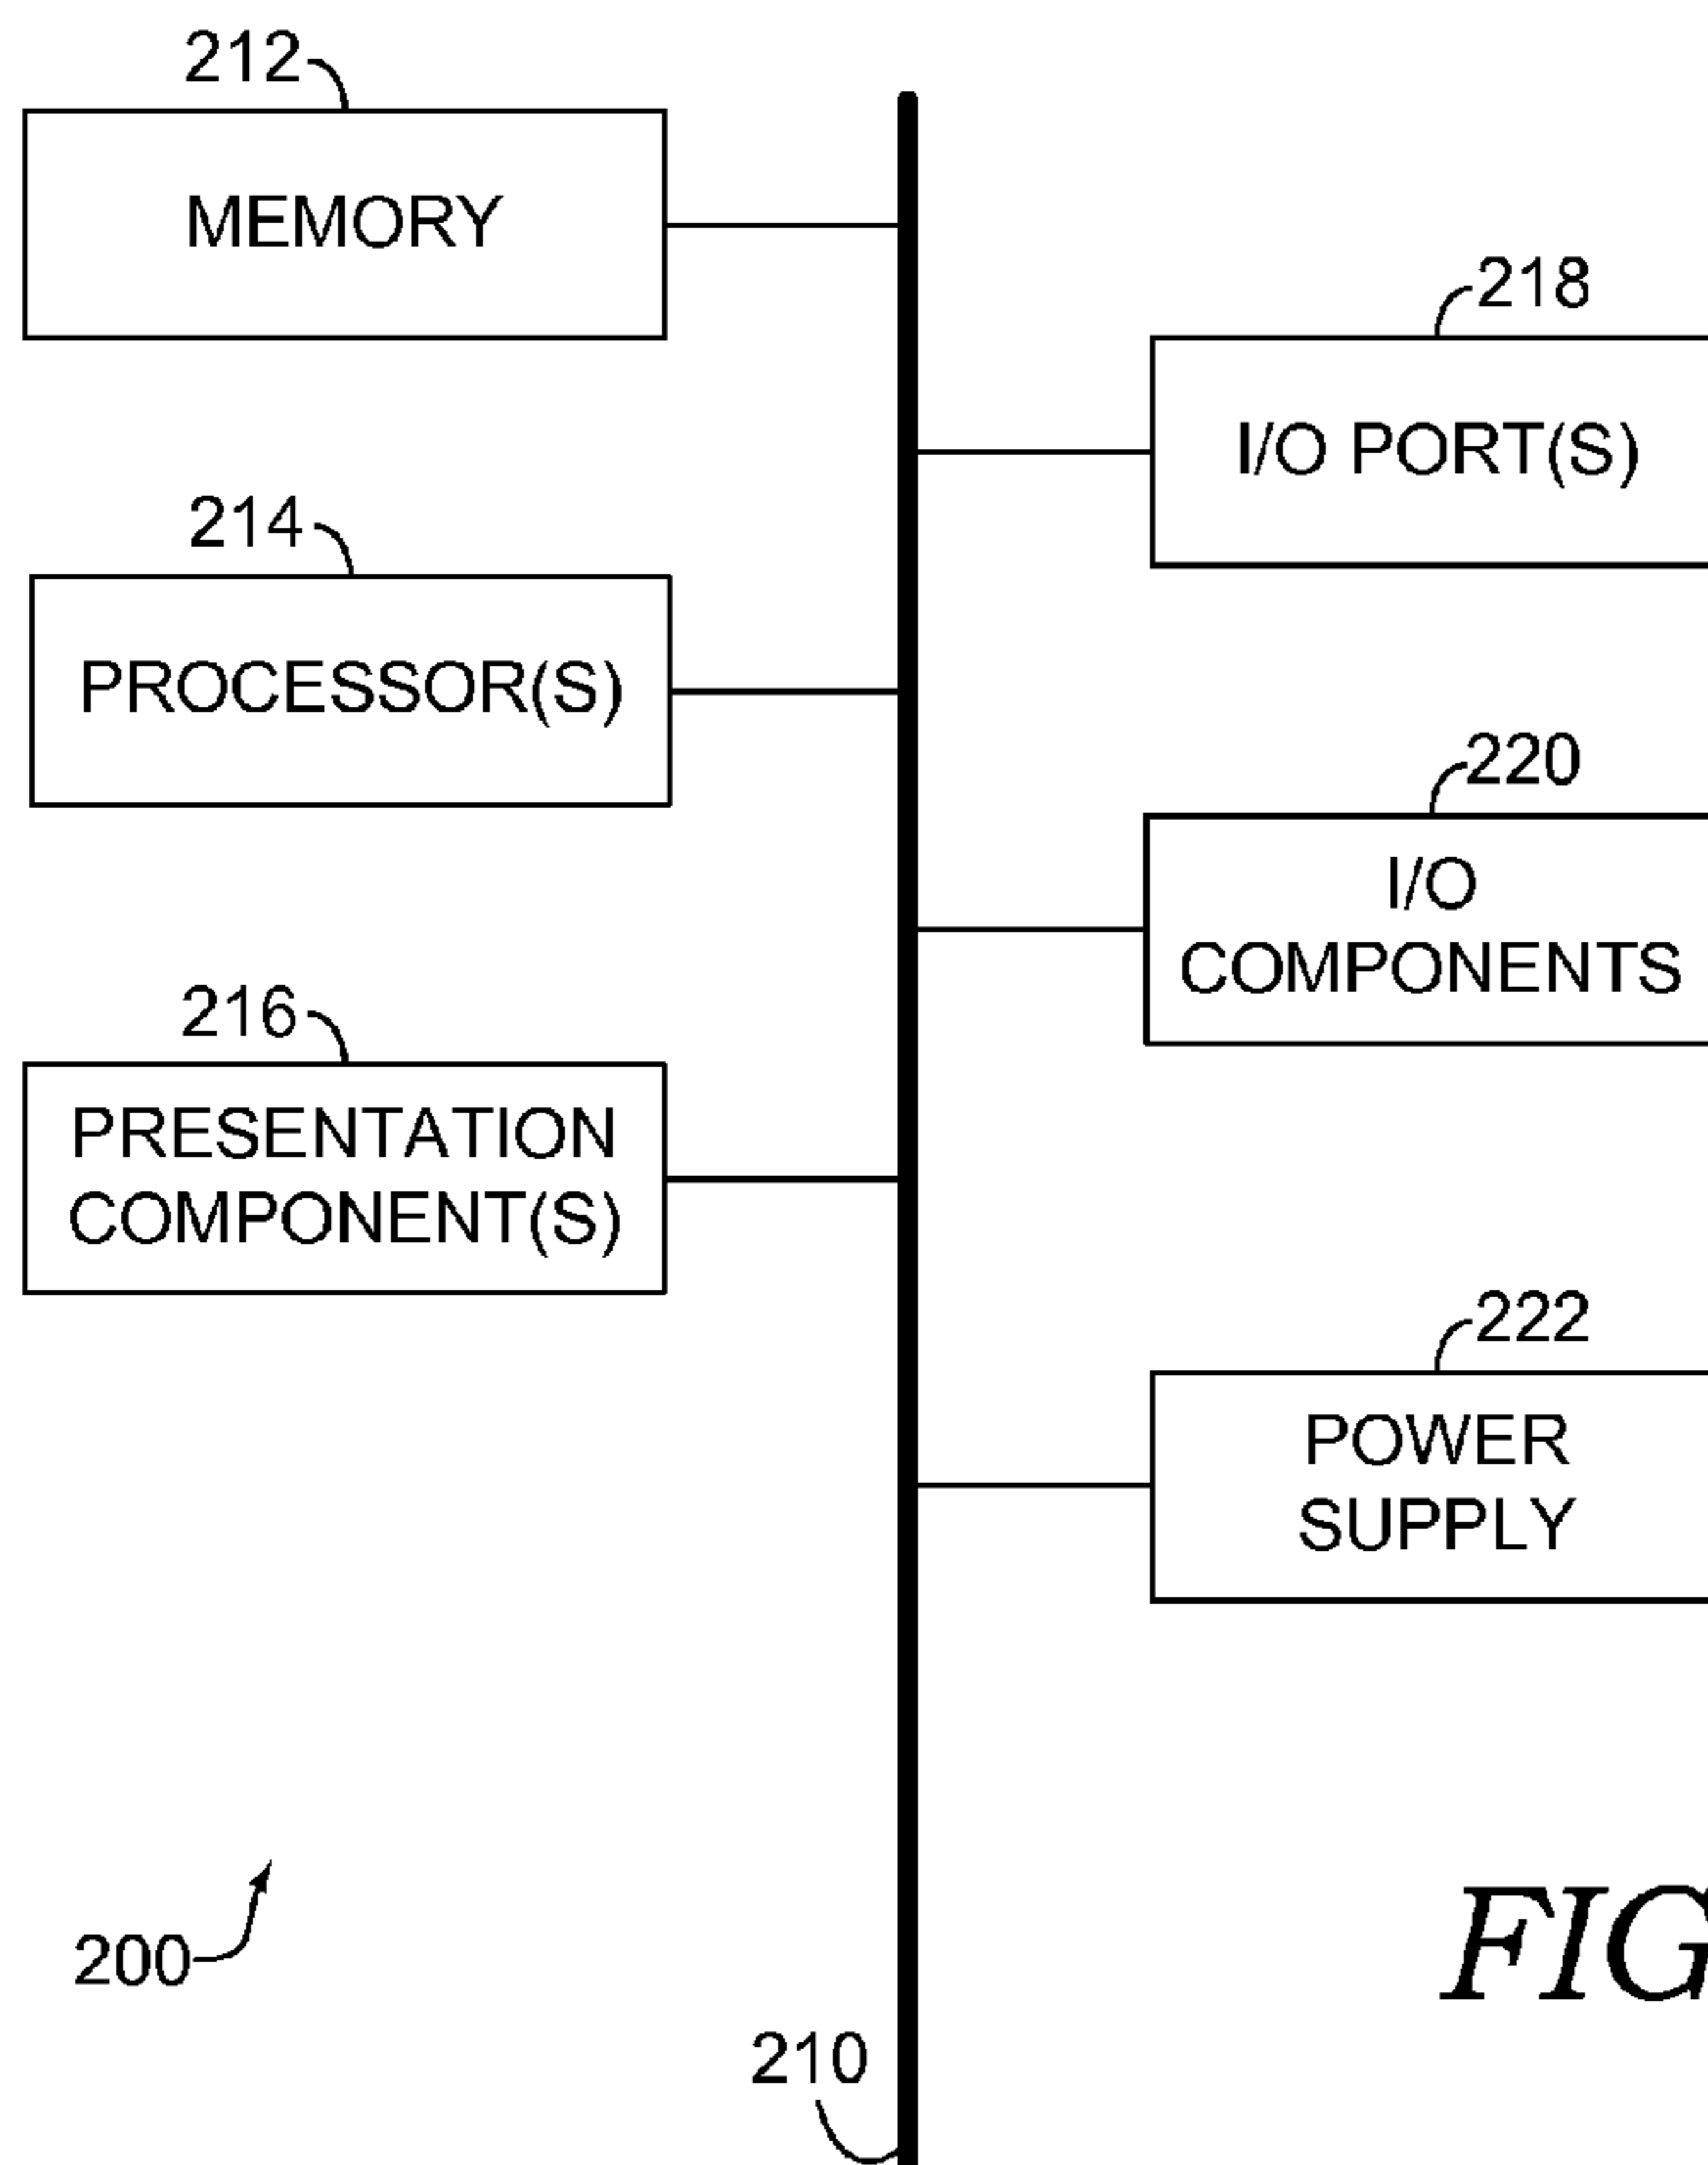 212
MEMORY
218
I/O PORT(S)
214
PROCESSOR(S)
220
I/O
COMPONENTS
216
PRESENTATION
COMPONENT(S)
222
POWER
SUPPLY
200
FIG
210